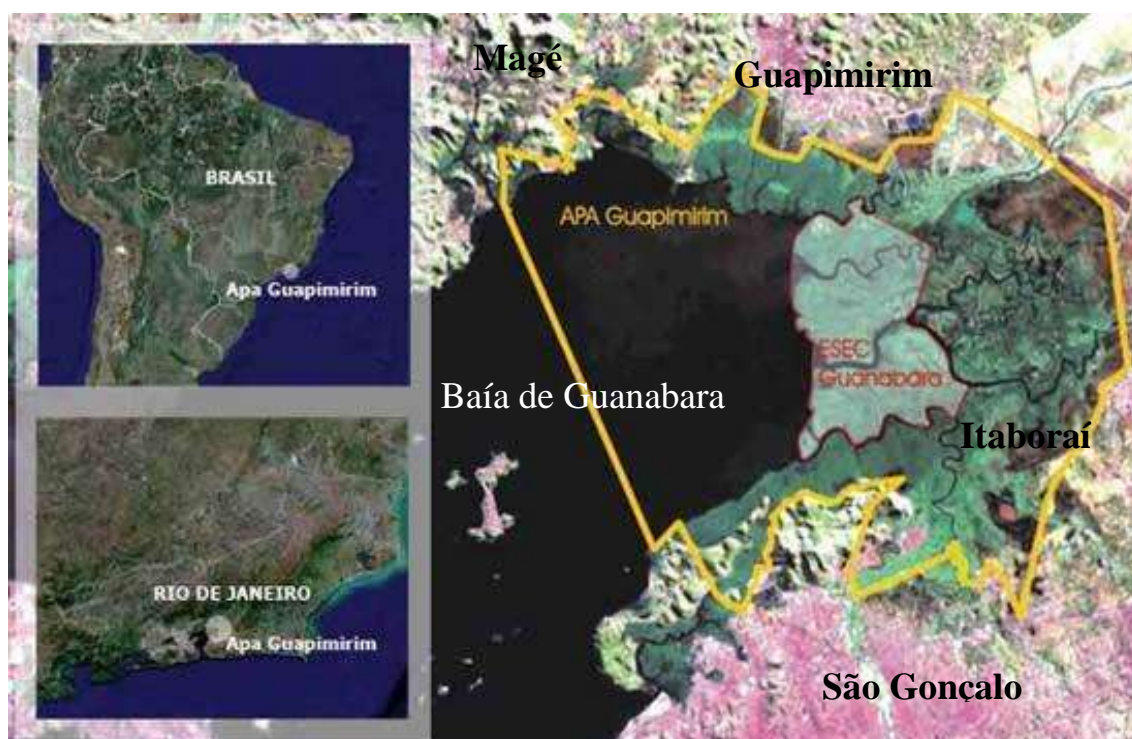 BRASIL
Apa Guapimirim
RIO DE JANEIRO
Apa Guapimirim
Magé
Guapimirim
APA Guapimirim
ESEC
Guanabara
Baía de Guanabara
Itaboraí
São Gonçalo